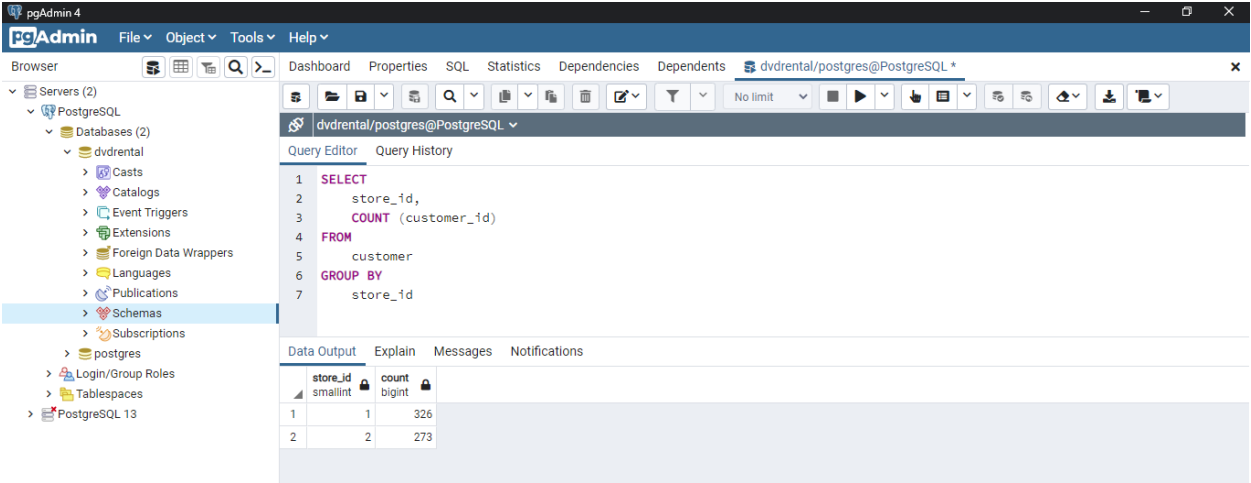 pgAdmin 4
pgAdmin File Object Tools Help
Browser
Dashboard Properties SQL Statistics Dependencies Dependents dvdrental/postgres@PostgreSQL *
Servers (2)
PostgreSQL
Databases (2)
dvdrental
Casts
Catalogs
Event Triggers
Extensions
Foreign Data Wrappers
Languages
Publications
Schemas
Subscriptions
postgres
Login/Group Roles
Tablespaces
PostgreSQL 13
No limit
dvdrental/postgres@PostgreSQL
Query Editor Query History
1 SELECT
2 store_id,
3 COUNT (customer_id)
4 FROM
5 customer
6 GROUP BY
7 store_id
Data Output Explain Messages Notifications
store_id count
smallint bigint
1 1 326
2 2 273